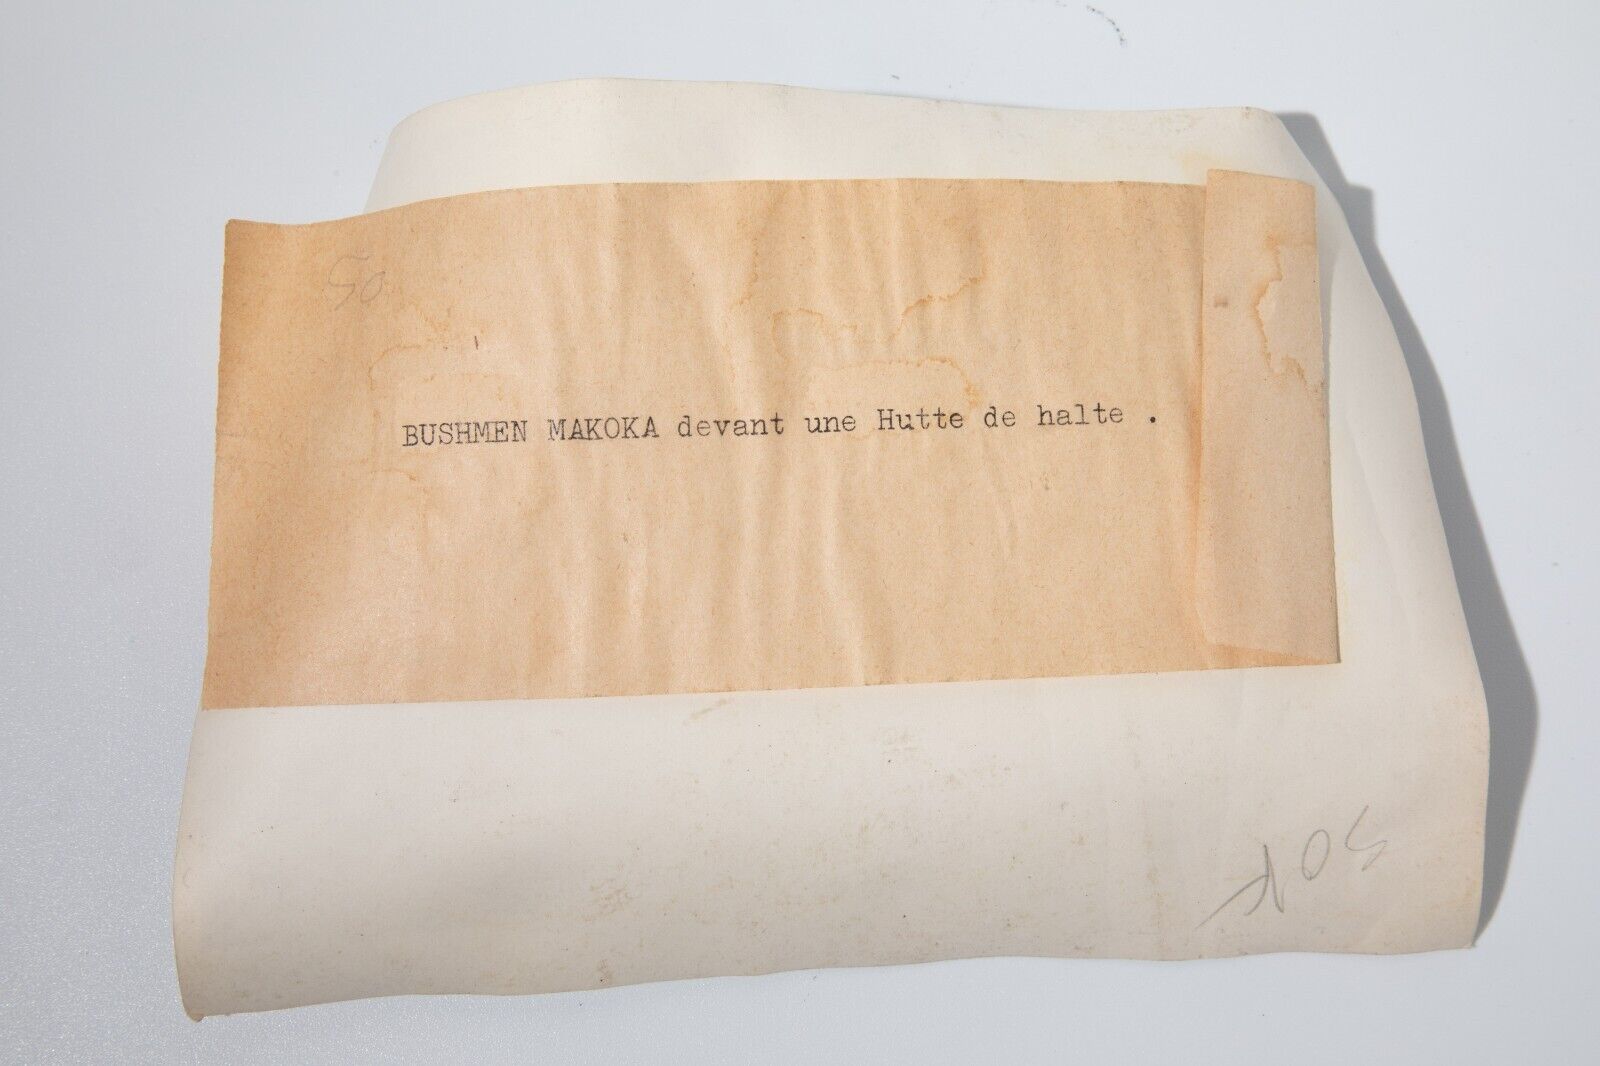 50
BUSHMEN MAKOKA devant une Hutte de halte .